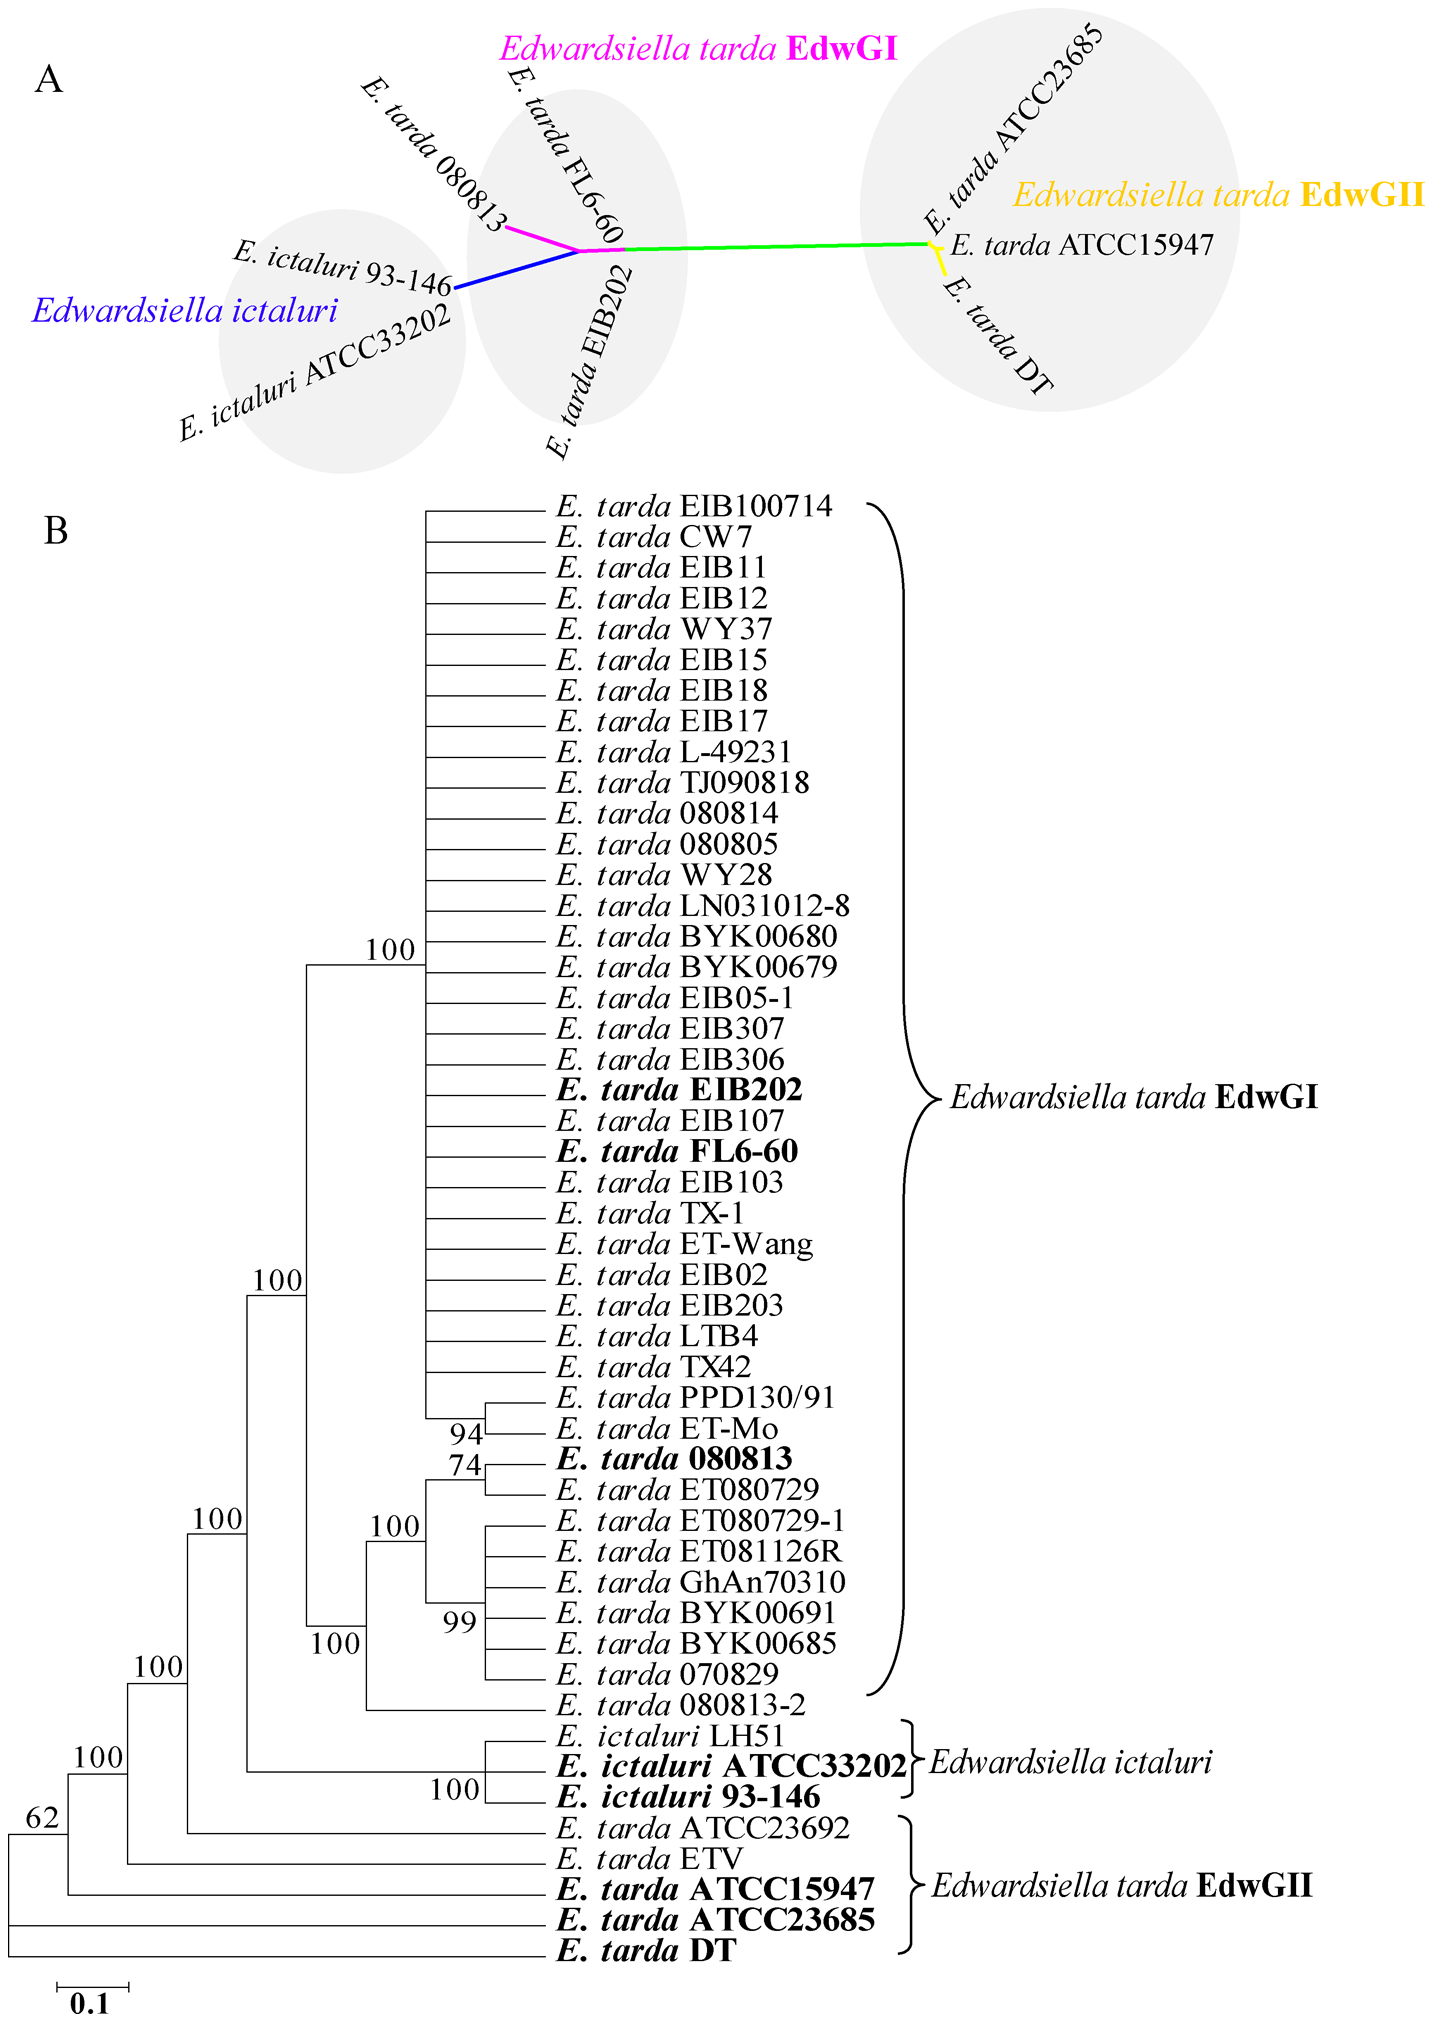 A
Edwardsiella tarda EdwGI
E. tarda 080813
E. tarda FL6-60
E. tarda ATCC23685
Edwardsiella tarda EdwGII
E. tarda ATCC15947
E. ictaluri 93-146
Edwardsiella ictaluri
E. ictaluri ATCC33202
E. tarda EIB202
E. tarda DT
B
E. tarda EIB100714
E. tarda CW7
E. tarda EIB11
E. tarda EIB12
E. tarda WY37
E. tarda EIB15
E. tarda EIB18
E. tarda EIB17
E. tarda L-49231
E. tarda TJ090818
E. tarda 080814
E. tarda 080805
E. tarda WY28
E. tarda LN031012-8
E. tarda BYK00680
100
E. tarda BYK00679
E. tarda EIB05-1
E. tarda EIB307
E. tarda EIB306
E. tarda EIB202
Edwardsiella tarda EdwGI
E. tarda EIB107
E. tarda FL6-60
E. tarda EIB103
E. tarda TX-1
E. tarda ET-Wang
E. tarda EIB02
100
E. tarda EIB203
E. tarda LTB4
E. tarda TX42
E. tarda PPD130/91
E. tarda ET-Mo
94
E. tarda 080813
74
E. tarda ET080729
E. tarda ET080729-1
100
100
E. tarda ET081126R
E. tarda GhAn70310
E. tarda BYK00691
99
E. tarda BYK00685
100
E. tarda 070829
100
E. tarda 080813-2
E. ictaluri LH51
100
E. ictaluri ATCC33202
Edwardsiella ictaluri
100
E. ictaluri 93-146
62
E. tarda ATCC23692
E. tarda ETV
E. tarda ATCC15947
Edwardsiella tarda EdwGII
E. tarda ATCC23685
E. tarda DT
0.1